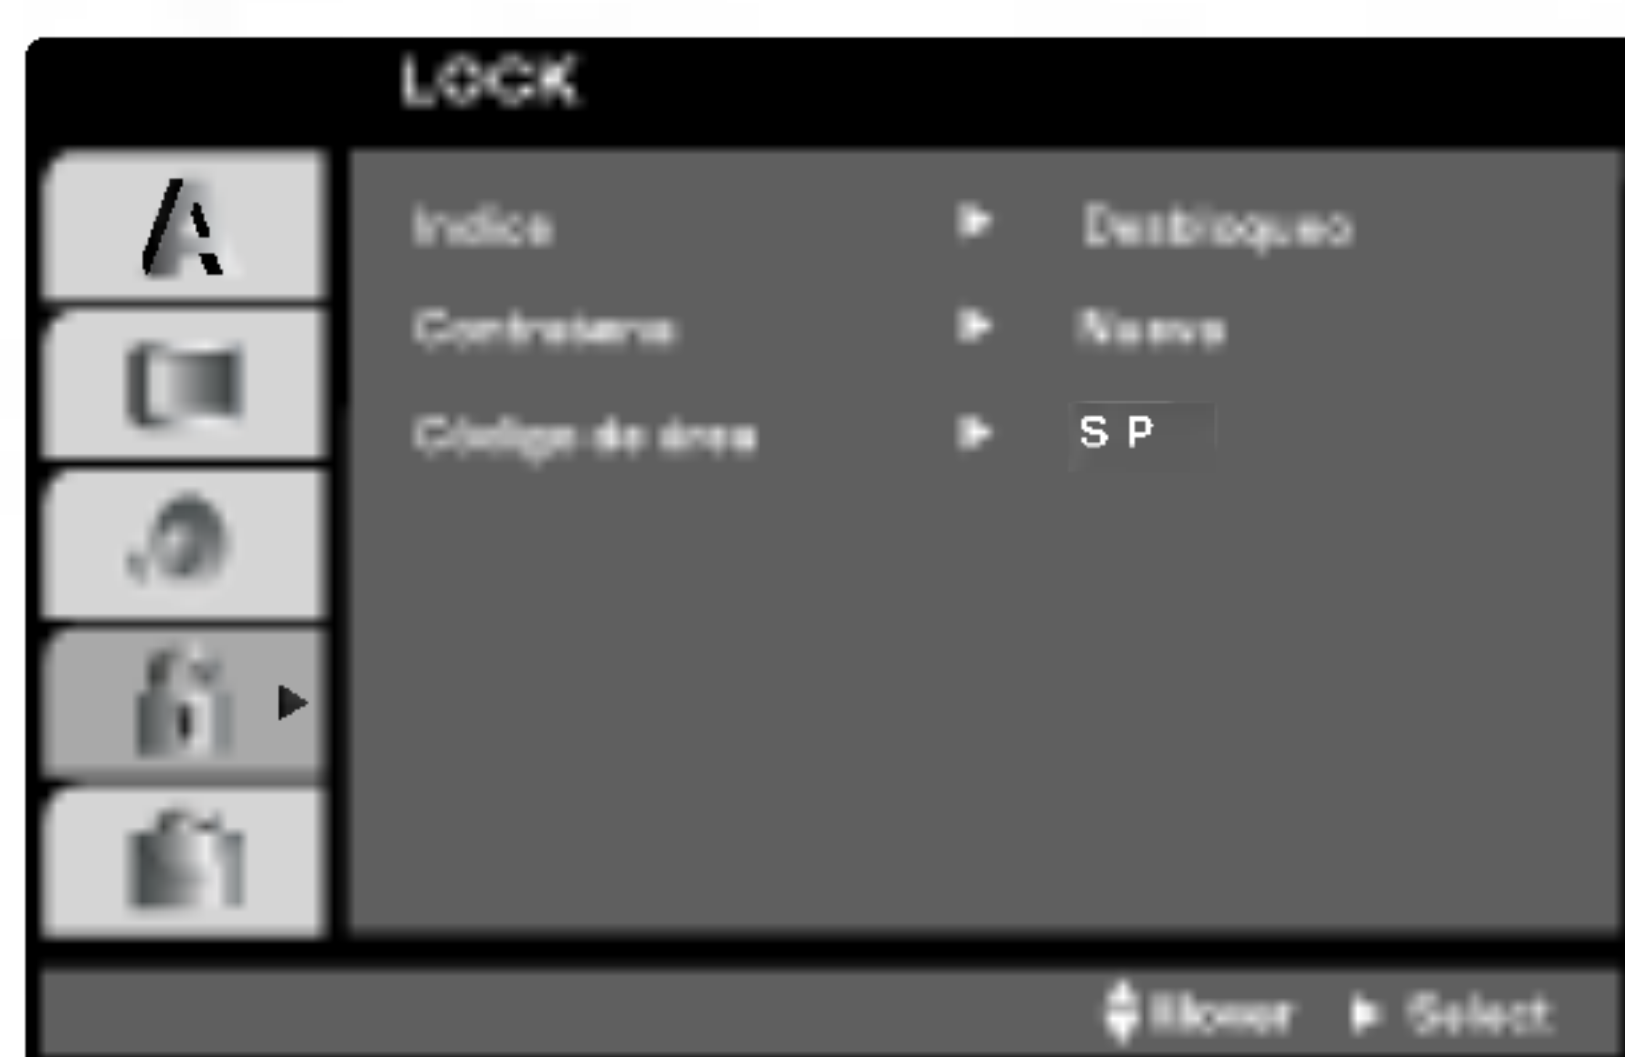 LOCK
Indice ▶ Desbloqueo
Contraseña ▶ Nueva
Código de área ▶ S P
Mover ▶ Select